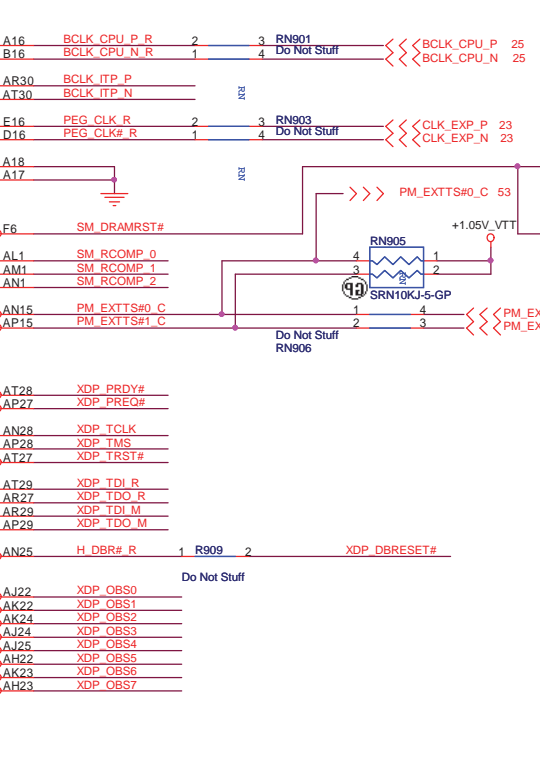 A16 BCLK_CPU_P_R 2 3 RN901 BCLK_CPU_P 25
B16 BCLK_CPU_N_R 1 4 Do Not Stuff BCLK_CPU_N 25
AR30 BCLK_ITP_P
AT30 BCLK_ITP_N
RN
E16 PEG_CLK_R 2 3 RN903 CLK_EXP_P 23
D16 PEG_CLK#_R 1 4 Do Not Stuff CLK_EXP_N 23
A18
A17
RN
PM_EXTTS#0_C 53
F6 SM_DRAMRST# +1.05V_VTT
RN905
AL1 SM_RCOMP_0 4 1
AM1 SM_RCOMP_1 3 2
AN1 SM_RCOMP_2 RN
SRN10KJ-5-GP
AN15 PM_EXTTS#0_C 1 4 PM_EX
AP15 PM_EXTTS#1_C 2 3 PM_EX
Do Not Stuff
RN906
AT28 XDP_PRDY#
AP27 XDP_PREQ#
AN28 XDP_TCLK
AP28 XDP_TMS
AT27 XDP_TRST#
AT29 XDP_TDI_R
AR27 XDP_TDO_R
AR29 XDP_TDI_M
AP29 XDP_TDO_M
AN25 H_DBR#_R 1 R909 2 XDP_DBRESET#
Do Not Stuff
AJ22 XDP_OBS0
AK22 XDP_OBS1
AK24 XDP_OBS2
AJ24 XDP_OBS3
AJ25 XDP_OBS4
AH22 XDP_OBS5
AK23 XDP_OBS6
AH23 XDP_OBS7